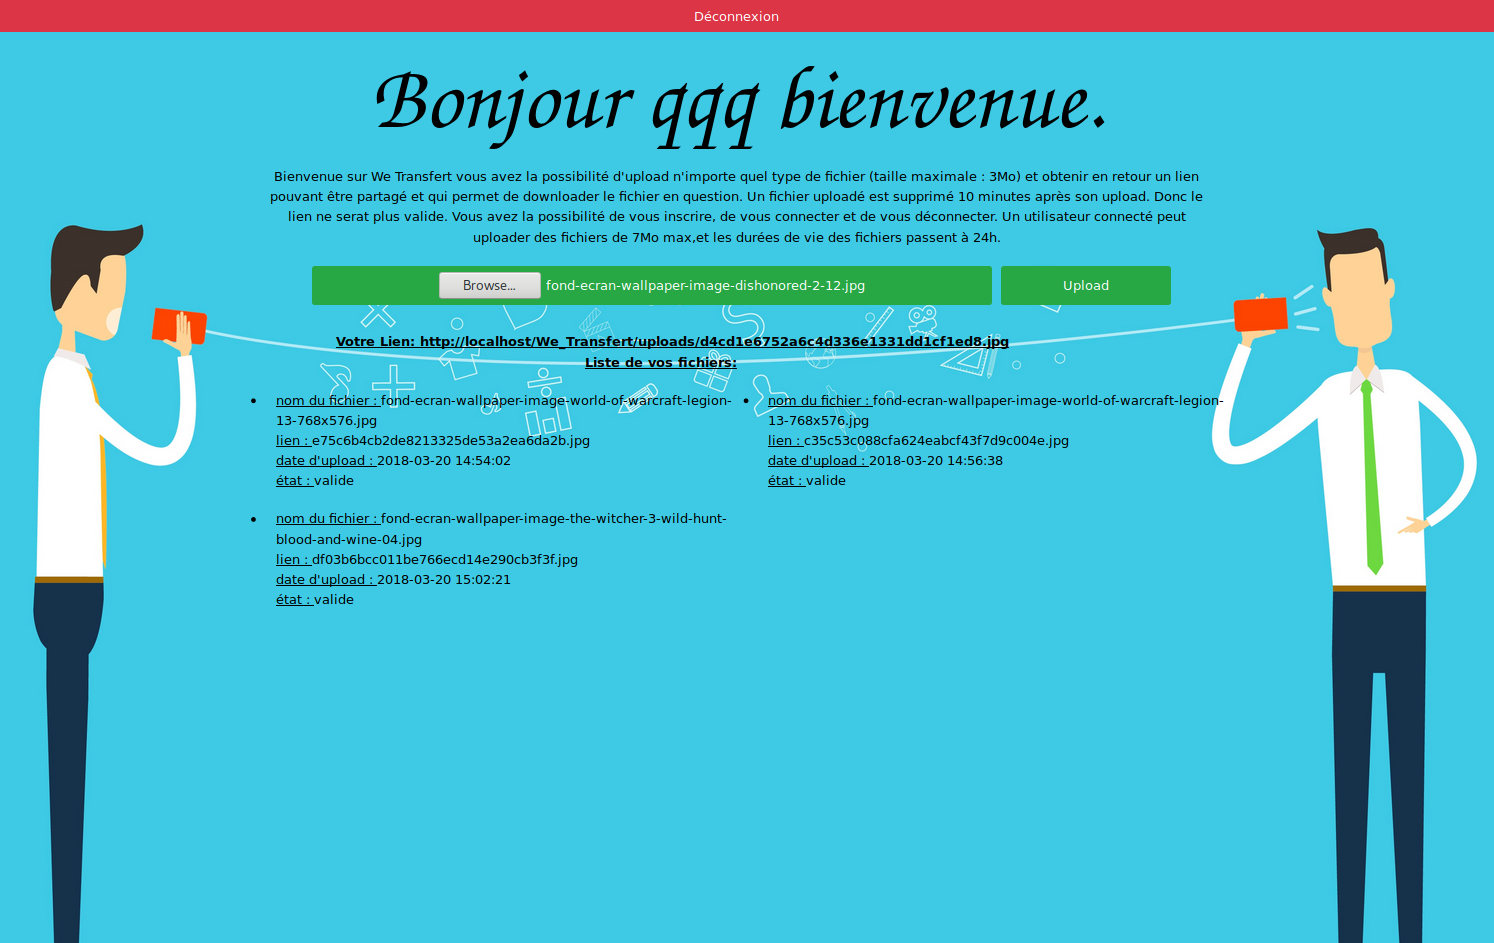 Déconnexion
Bonjour qqq bienvenue.
Bienvenue sur We Transfert vous avez la possibilité d'upload n'importe quel type de fichier (taille maximale : 3Mo) et obtenir en retour un lien
pouvant être partagé et qui permet de downloader le fichier en question. Un fichier uploadé est supprimé 10 minutes après son upload. Donc le
lien ne serat plus valide. Vous avez la possibilité de vous inscrire, de vous connecter et de vous déconnecter. Un utilisateur connecté peut
uploader des fichiers de 7Mo max,et les durées de vie des fichiers passent à 24h.
Browse... fond-ecran-wallpaper-image-dishonored-2-12.jpg
Upload
Votre Lien: http://localhost/We_Transfert/uploads/d4cd1e6752a6c4d336e1331dd1cf1ed8.jpg
Liste de vos fichiers:
• nom du fichier : fond-ecran-wallpaper-image-world-of-warcraft-legion-
13-768x576.jpg
lien : e75c6b4cb2de8213325de53a2ea6da2b.jpg
date d'upload : 2018-03-20 14:54:02
état : valide
• nom du fichier : fond-ecran-wallpaper-image-world-of-warcraft-legion-
13-768x576.jpg
lien : c35c53c088cfa624eabcf43f7d9c004e.jpg
date d'upload : 2018-03-20 14:56:38
état : valide
• nom du fichier : fond-ecran-wallpaper-image-the-witcher-3-wild-hunt-
blood-and-wine-04.jpg
lien : df03b6bcc011be766ecd14e290cb3f3f.jpg
date d'upload : 2018-03-20 15:02:21
état : valide